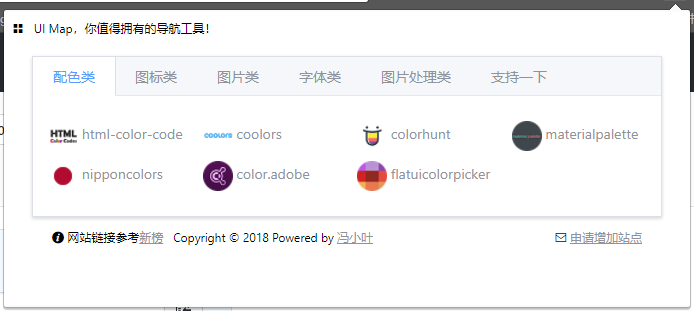 UI Map，你值得拥有的导航工具！
配色类 图标类 图片类 字体类 图片处理类 支持一下
HTML Color Codes html-color-code coolors coolors colorhunt materialpalette
nipponcolors color.adobe flatuicolorpicker
网站链接参考新榜 Copyright © 2018 Powered by 冯小叶 申请增加站点